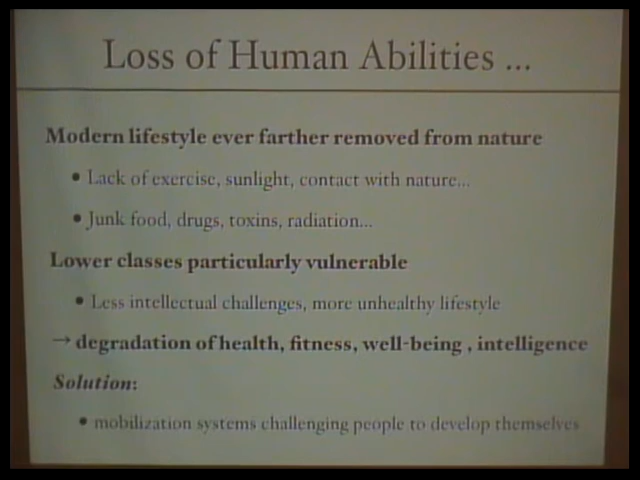 Loss of Human Abilities ...
Modern lifestyle ever farther removed from nature
• Lack of exercise, sunlight, contact with nature...
• Junk food, drugs, toxins, radiation...
Lower classes particularly vulnerable
• Less intellectual challenges, more unhealthy lifestyle
→ degradation of health, fitness, well-being , intelligence
Solution:
• mobilization systems challenging people to develop themselves